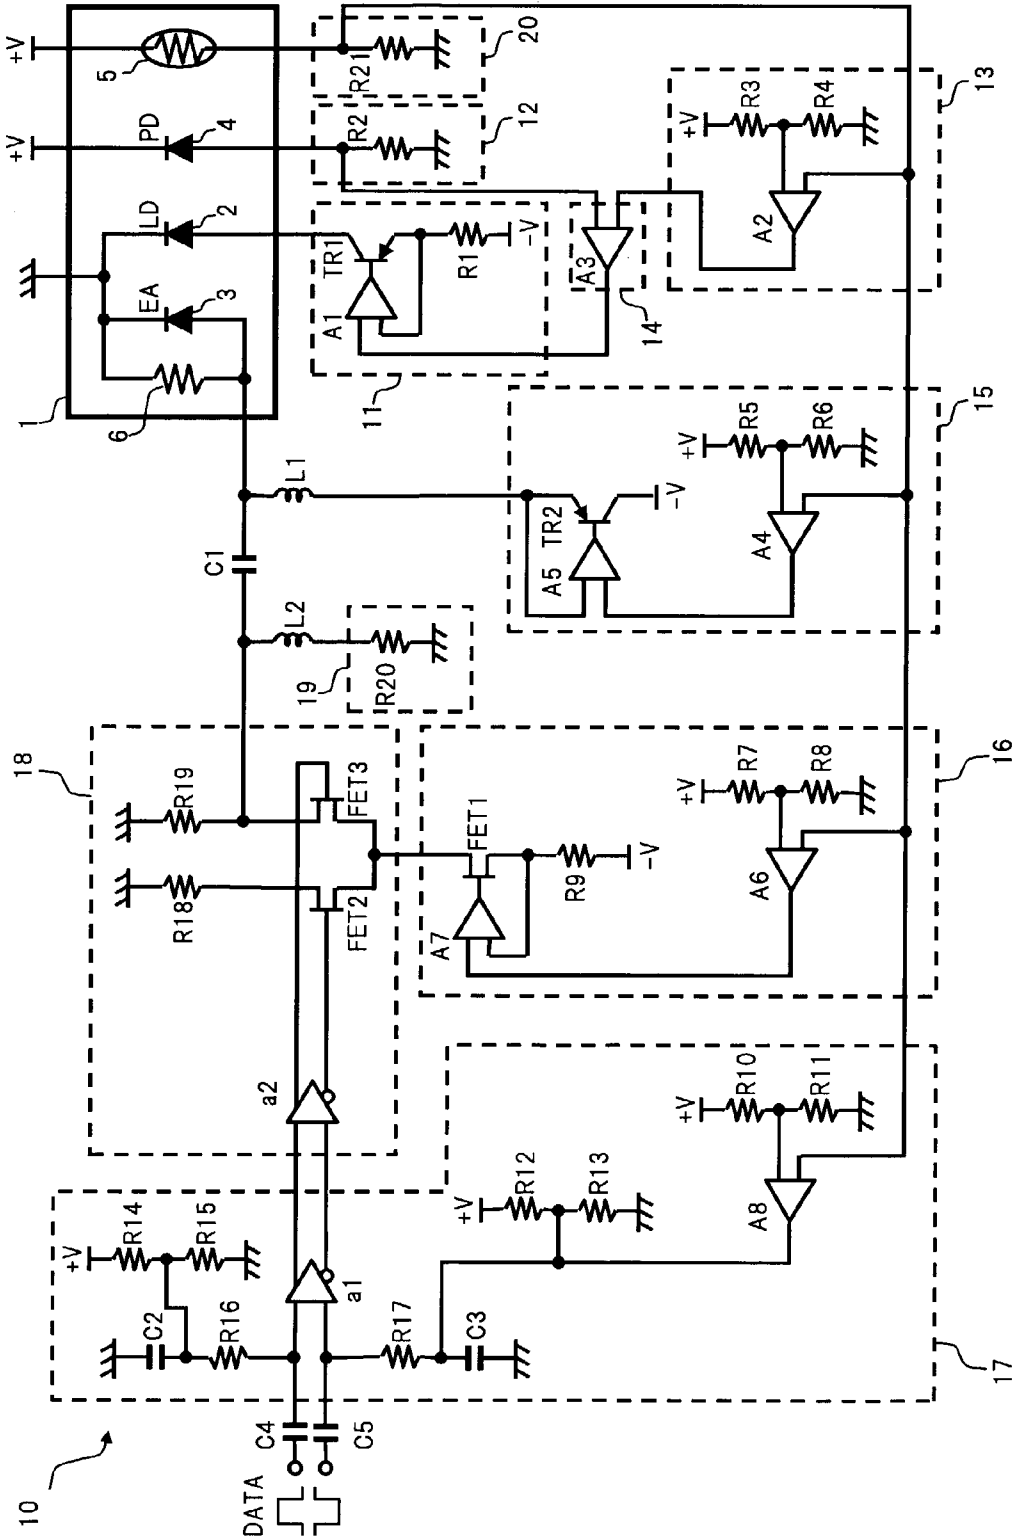 10
DATA
C4
C5
17
+V
R14
R15
C2
R16
a1
R17
C3
+V
R12
R13
+V
R10
R11
A8
18
a2
R18
R19
FET2
FET3
16
A7
FET1
R9
-V
+V
R7
R8
A6
19
L2
R20
C1
L1
15
A5
TR2
-V
+V
R5
R6
A4
1
6
EA
3
LD
2
PD
4
5
+V
+V
11
A1
TR1
R1
-V
14
A3
12
R2
20
R21
13
+V
R3
R4
A2